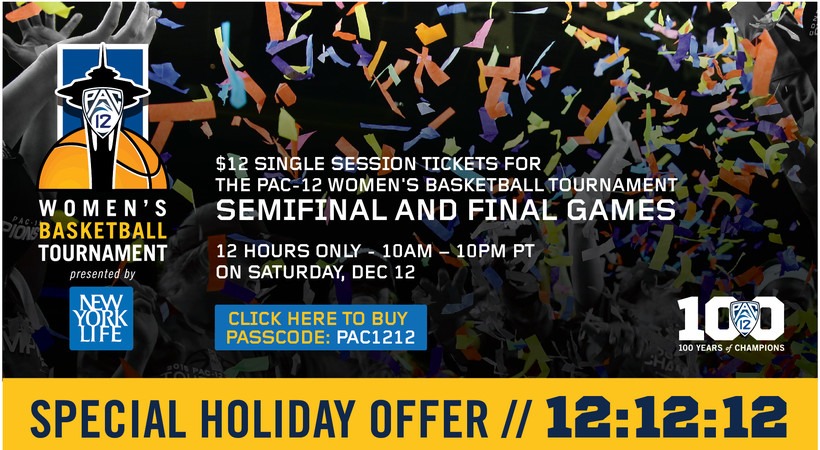 PAC
12
WOMEN'S
BASKETBALL
TOURNAMENT
presented by
NEW
YORK
LIFE
$12 SINGLE SESSION TICKETS FOR
THE PAC-12 WOMEN'S BASKETBALL TOURNAMENT
SEMIFINAL AND FINAL GAMES
12 HOURS ONLY - 10AM – 10PM PT
ON SATURDAY, DEC 12
CLICK HERE TO BUY
PASSCODE: PAC1212
100
PAC
12
100 YEARS of CHAMPIONS
SPECIAL HOLIDAY OFFER // 12:12:12